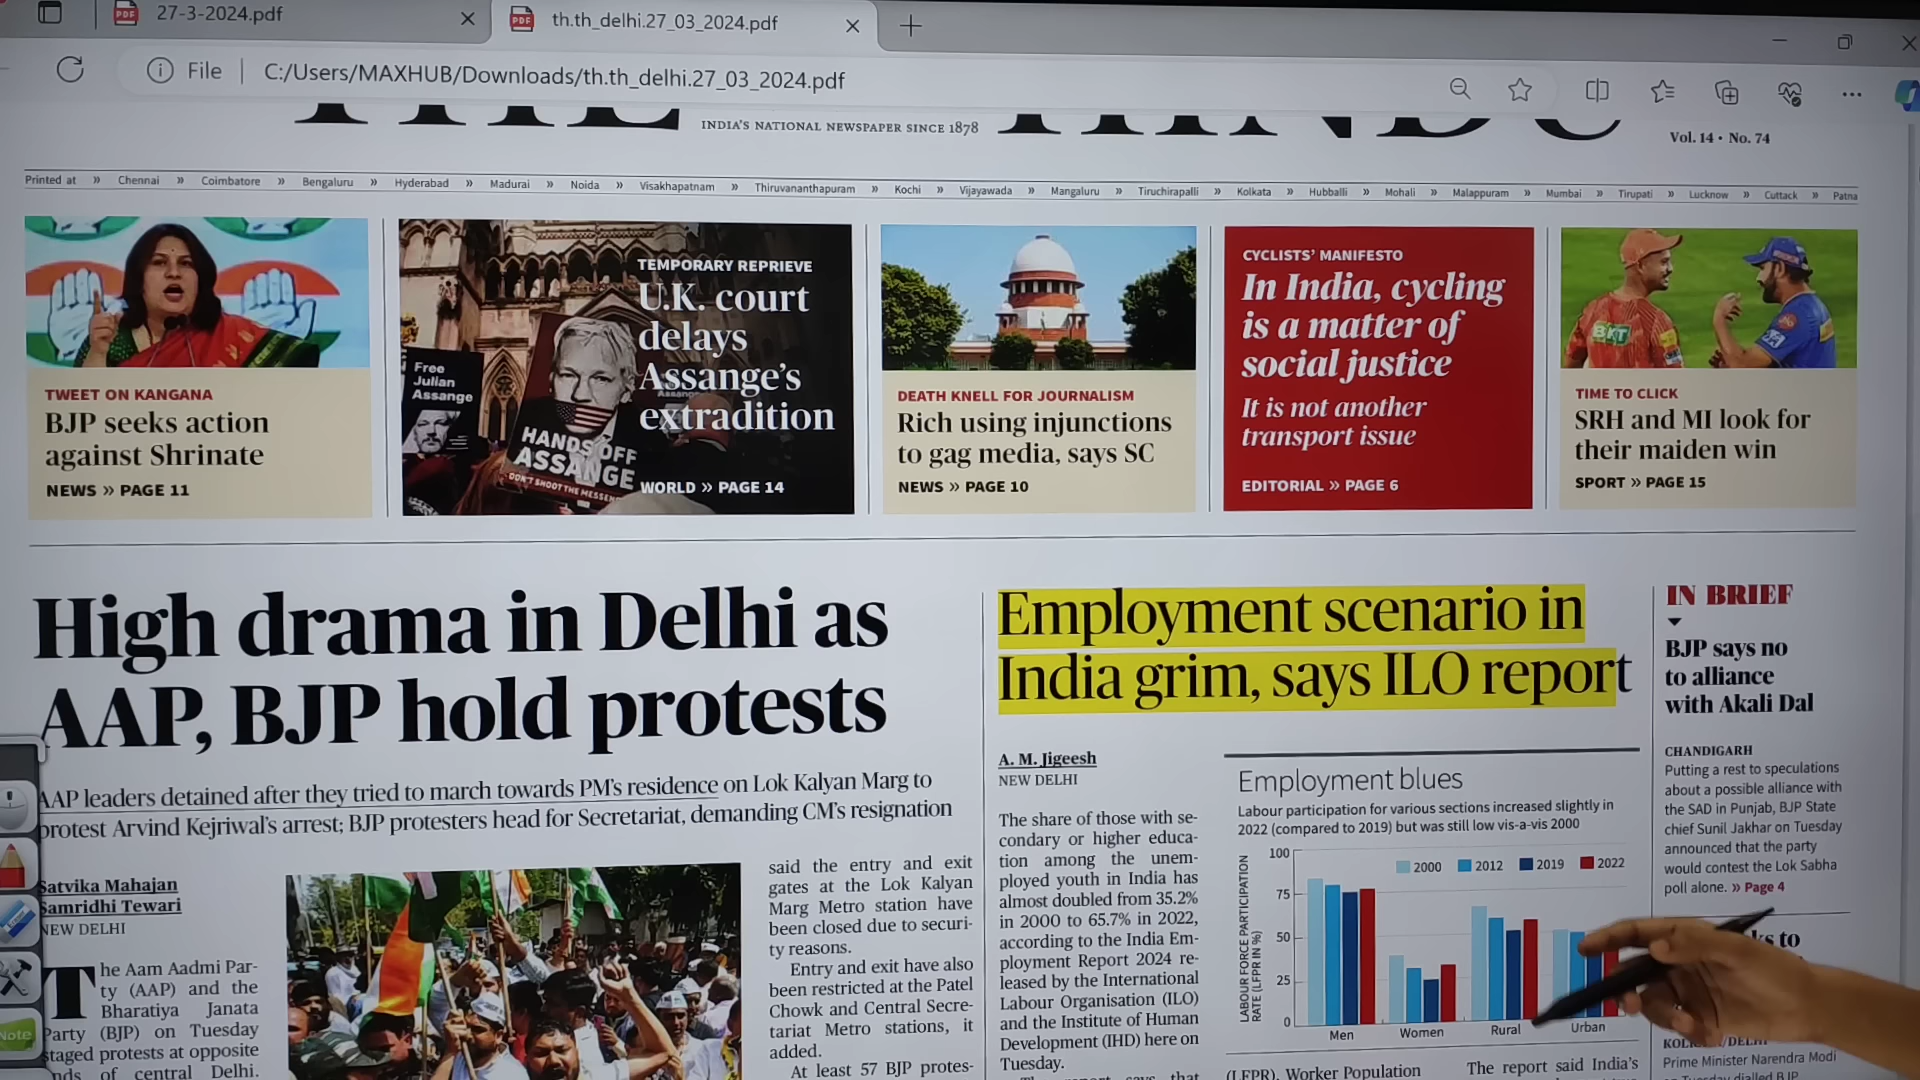 27-3-2024.pdf
th.th_delhi.27_03_2024.pdf
File
C:/Users/MAXHUB/Downloads/th.th_delhi.27_03_2024.pdf
INDIA'S NATIONAL NEWSPAPER SINCE 1878
Vol. 14 • No. 74
Printed at » Chennai » Coimbatore » Bengaluru » Hyderabad » Madurai » Noida » Visakhapatnam » Thiruvananthapuram » Kochi » Vijayawada » Mangaluru » Tiruchirapalli » Kolkata » Hubballi » Mohali » Malappuram » Mumbai » Tirupati » Lucknow » Cuttack » Patna
TWEET ON KANGANA
BJP seeks action
against Shrinate
NEWS » PAGE 11
Free
Julian
Assange
HANDS OFF
ASSANGE
DON'T SHOOT THE
TEMPORARY REPRIEVE
U.K. court
delays
Assange's
extradition
WORLD » PAGE 14
DEATH KNELL FOR JOURNALISM
Rich using injunctions
to gag media, says SC
NEWS » PAGE 10
CYCLISTS' MANIFESTO
In India, cycling
is a matter of
social justice
It is not another
transport issue
EDITORIAL » PAGE 6
BKT
TIME TO CLICK
SRH and MI look for
their maiden win
SPORT » PAGE 15
High drama in Delhi as
AAP, BJP hold protests
AAP leaders detained after they tried to march towards PM's residence on Lok Kalyan Marg to
protest Arvind Kejriwal's arrest; BJP protesters head for Secretariat, demanding CM's resignation
Satvika Mahajan
Samridhi Tewari
NEW DELHI
The Aam Aadmi Par-
ty (AAP) and the
Bharatiya Janata
Party (BJP) on Tuesday
staged protests at opposite
of central Delhi.
said the entry and exit
gates at the Lok Kalyan
Marg Metro station have
been closed due to securi-
ty reasons.
Entry and exit have also
been restricted at the Patel
Chowk and Central Secre-
tariat Metro stations, it
added.
At least 57 BJP protes-
Employment scenario in
India grim, says ILO report
A. M. Jigeesh
NEW DELHI
The share of those with se-
condary or higher educa-
tion among the unem-
ployed youth in India has
almost doubled from 35.2%
in 2000 to 65.7% in 2022,
according to the India Em-
ployment Report 2024 re-
leased by the International
Labour Organisation (ILO)
and the Institute of Human
Development (IHD) here on
Tuesday.
Employment blues
Labour participation for various sections increased slightly in
2022 (compared to 2019) but was still low vis-a-vis 2000
LABOUR FORCE PARTICIPATION
RATE (LFPR IN %)
100
75
50
25
0
2000 2012 2019 2022
Men Women Rural Urban
(LFPR), Worker Population
The report said India's
IN BRIEF
BJP says no
to alliance
with Akali Dal
CHANDIGARH
Putting a rest to speculations
about a possible alliance with
the SAD in Punjab, BJP State
chief Sunil Jakhar on Tuesday
announced that the party
would contest the Lok Sabha
poll alone. » Page 4
to
Prime Minister Narendra Modi
Note